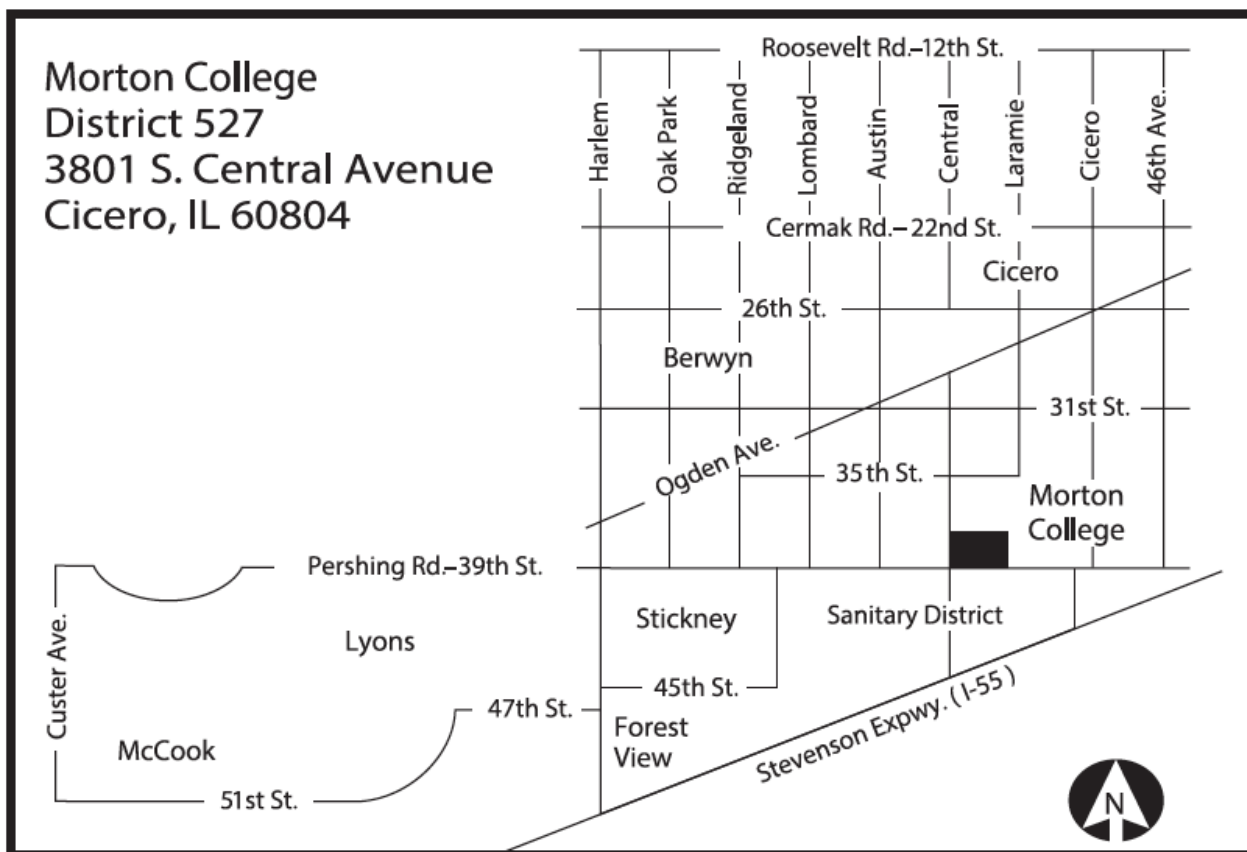 Morton College
District 527
3801 S. Central Avenue
Cicero, IL 60804
Roosevelt Rd.–12th St.
Harlem
Oak Park
Ridgeland
Lombard
Austin
Central
Laramie
Cicero
46th Ave.
Cermak Rd.–22nd St.
Cicero
26th St.
Berwyn
31st St.
Ogden Ave.
35th St.
Morton
College
Pershing Rd.–39th St.
Custer Ave.
Lyons
Stickney
Sanitary District
45th St.
47th St.
Forest
View
Stevenson Expwy. ( I-55 )
McCook
51st St.
N